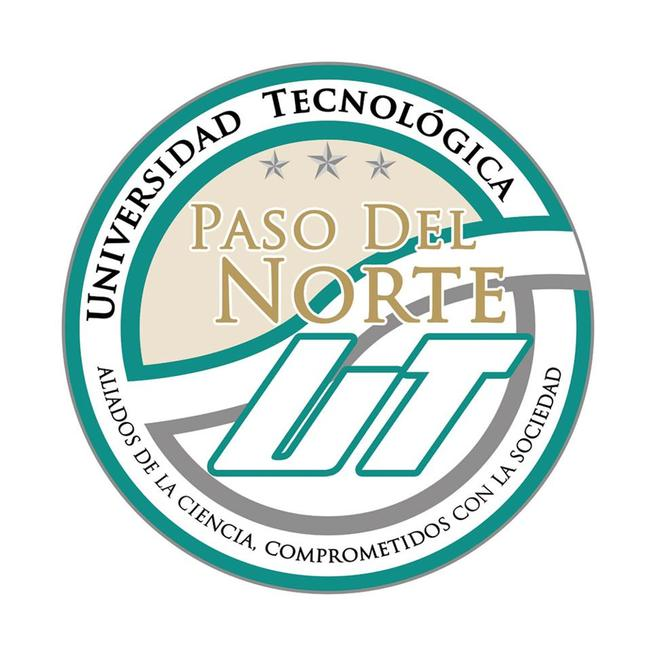 UNIVERSIDAD TECNOLÓGICA
PASO DEL
NORTE
UT
ALIADOS DE LA CIENCIA, COMPROMETIDOS CON LA SOCIEDAD